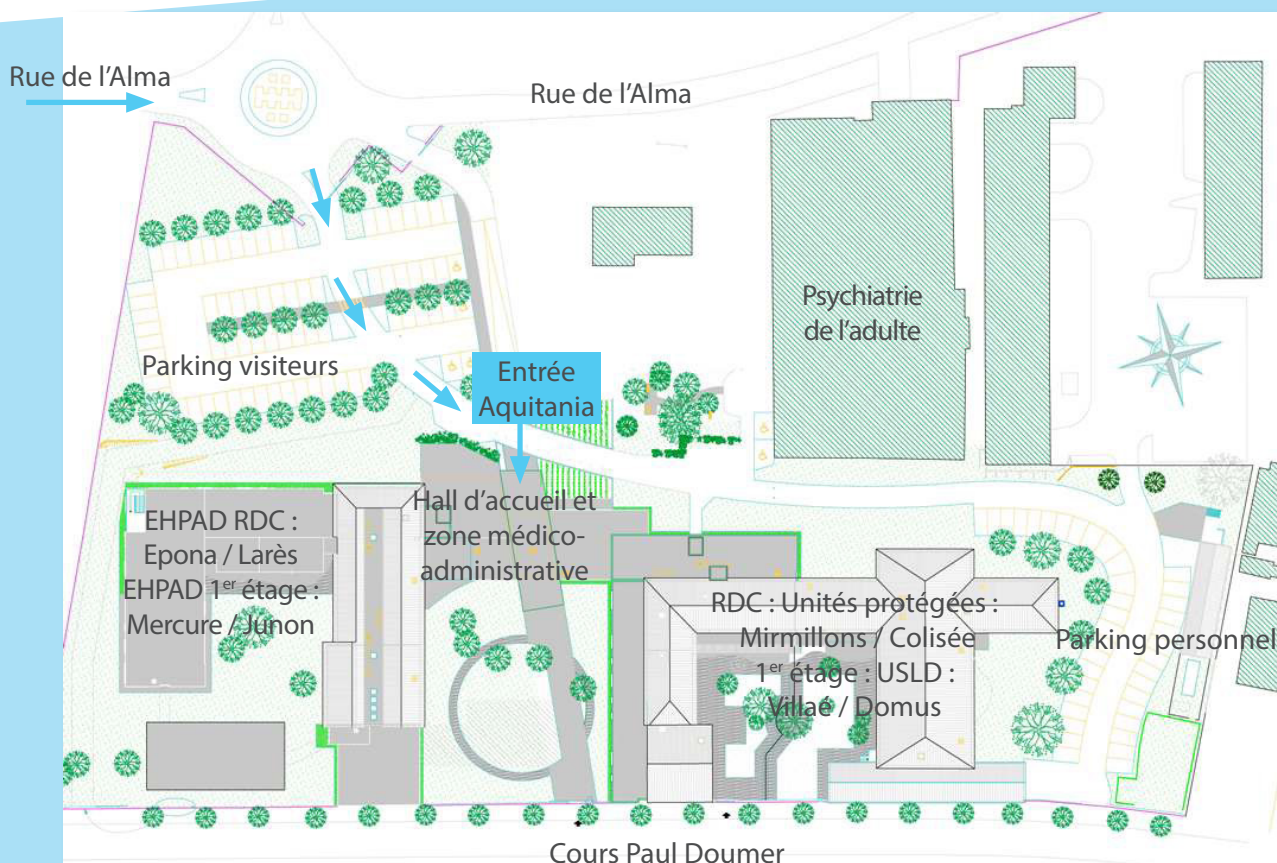 Rue de l'Alma
Rue de l'Alma
Psychiatrie
de l'adulte
Parking visiteurs
Entrée
Aquitania
Hall d'accueil et
zone médico-
administrative
EHPAD RDC :
Epona / Larès
EHPAD 1er étage :
Mercure / Junon
RDC : Unités protégées :
Mirmillons / Colisée
1er étage : USLD :
Villaé / Domus
Parking personnel
Cours Paul Doumer